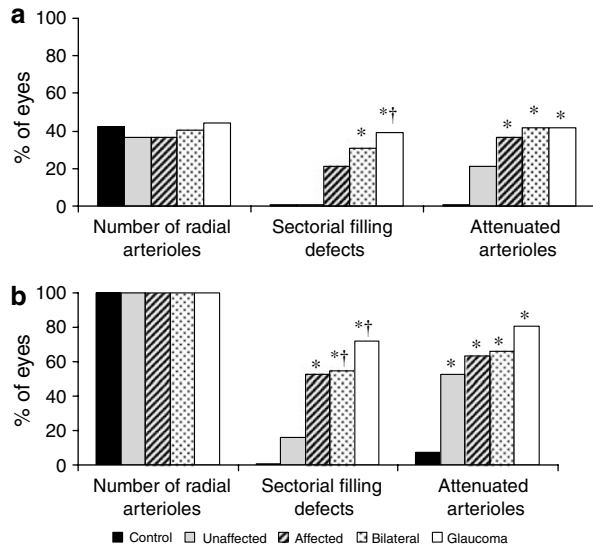 a
100
80
60
40
20
0
% of eyes
* *† * * *
Number of radial arterioles
Sectorial filling defects
Attenuated arterioles
b
100
80
60
40
20
0
% of eyes
* *† *† * * * *
Number of radial arterioles
Sectorial filling defects
Attenuated arterioles
Control Unaffected Affected Bilateral Glaucoma